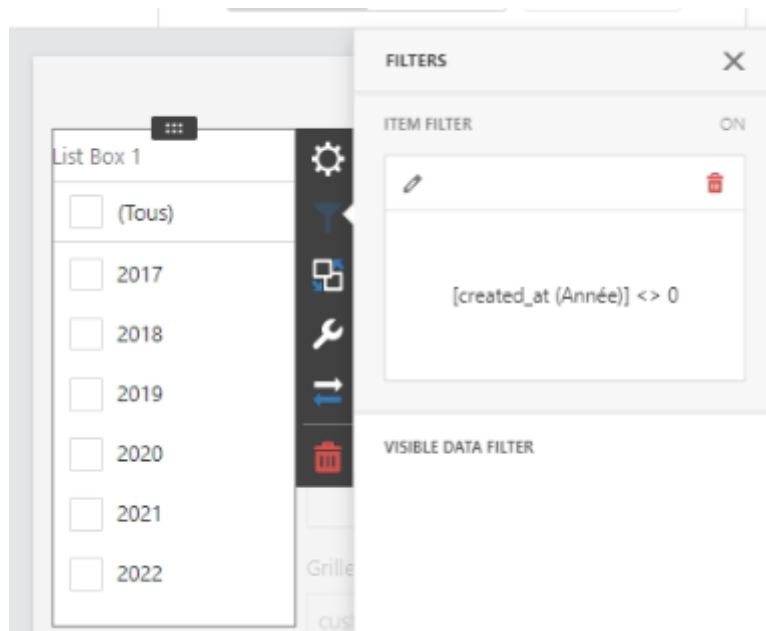 FILTERS
ITEM FILTER
ON
[created_at (Année)] <> 0
VISIBLE DATA FILTER
List Box 1
(Tous)
2017
2018
2019
2020
2021
2022
Grille
cus